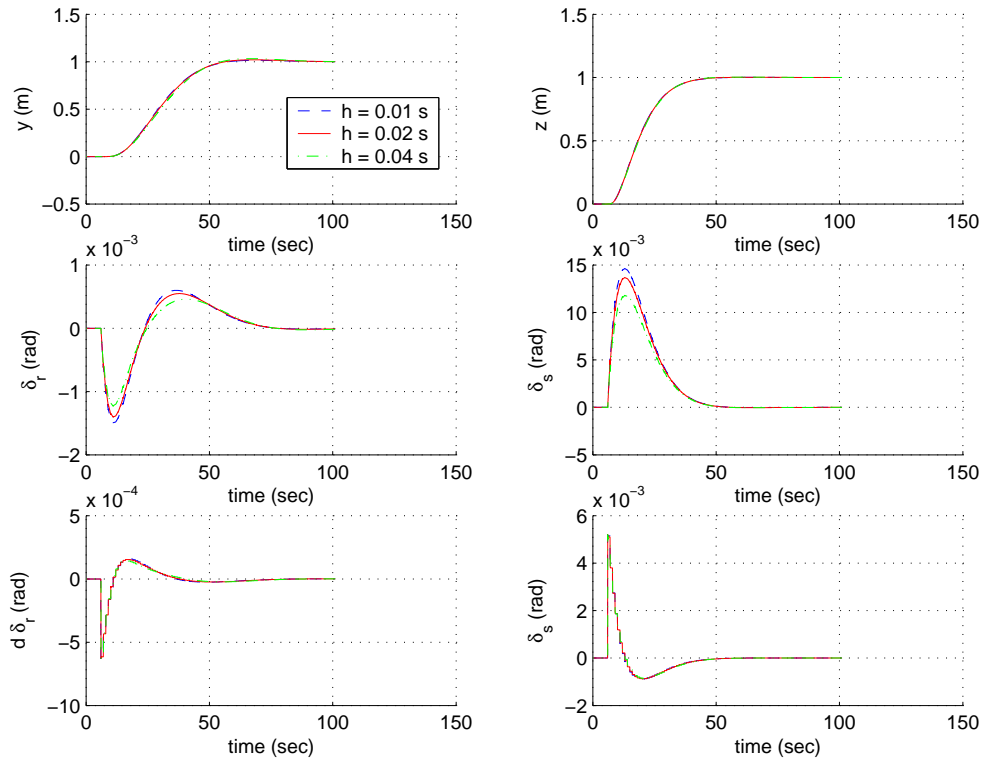 1.5
1
0.5
0
−0.5
y (m)
0 50 100 150
time (sec)
h = 0.01 s
h = 0.02 s
h = 0.04 s
1.5
1
0.5
0
z (m)
0 50 100 150
time (sec)
x 10⁻³
1
0
−1
−2
δr (rad)
0 50 100 150
time (sec)
x 10⁻³
15
10
5
0
−5
δs (rad)
0 50 100 150
time (sec)
x 10⁻⁴
5
0
−5
−10
d δr (rad)
0 50 100 150
time (sec)
x 10⁻³
6
4
2
0
−2
δs (rad)
0 50 100 150
time (sec)